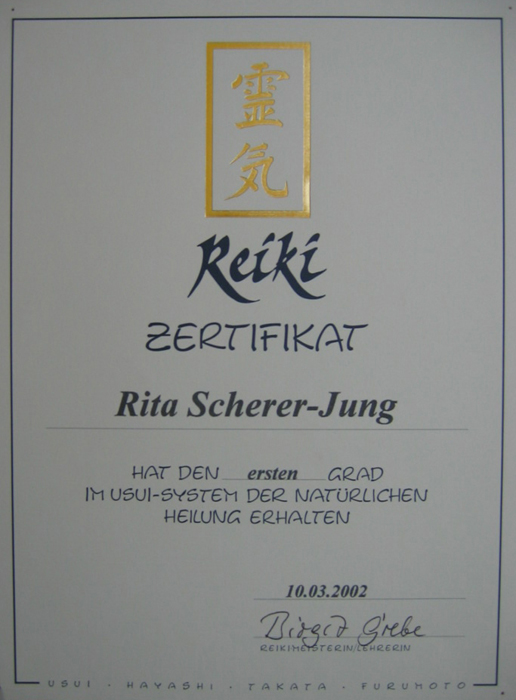 霊
気
Reiki
ZERTIFIKAT
Rita Scherer-Jung
HAT DEN ersten GRAD
IM USUI-SYSTEM DER NATÜRLICHEN
HEILUNG ERHALTEN
10.03.2002
Birgit Grebe
REIKIMEISTERIN/LEHRERIN
USUI · HAYASHI · TAKATA · FURUMOTO